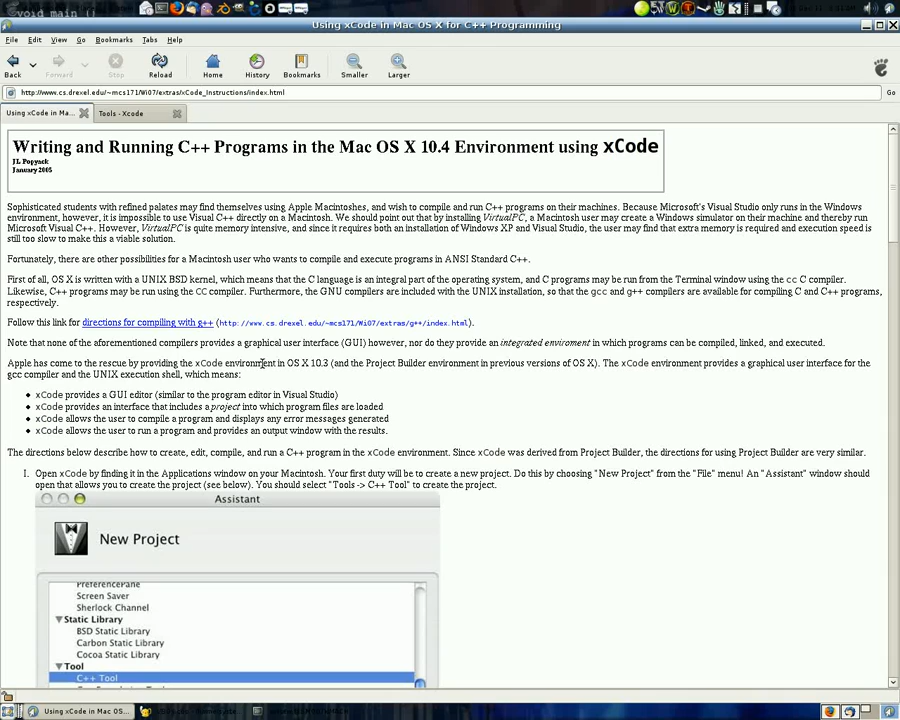 void main ()
Using xCode in Mac OS X for C++ Programming
File Edit View Go Bookmarks Tabs Help
Back Forward Stop Reload Home History Bookmarks Smaller Larger
http://www.cs.drexel.edu/~mcs171/Wi07/extras/xCode_Instructions/index.html Go
Using xCode in Ma... Tools - Xcode
Writing and Running C++ Programs in the Mac OS X 10.4 Environment using xCode
JL Popyack
January 2005
Sophisticated students with refined palates may find themselves using Apple Macintoshes, and wish to compile and run C++ programs on their machines. Because Microsoft's Visual Studio only runs in the Windows
environment, however, it is impossible to use Visual C++ directly on a Macintosh. We should point out that by installing VirtualPC, a Macintosh user may create a Windows simulator on their machine and thereby run
Microsoft Visual C++. However, VirtualPC is quite memory intensive, and since it requires both an installation of Windows XP and Visual Studio, the user may find that extra memory is required and execution speed is
still too slow to make this a viable solution.
Fortunately, there are other possibilities for a Macintosh user who wants to compile and execute programs in ANSI Standard C++.
First of all, OS X is written with a UNIX BSD kernel, which means that the C language is an integral part of the operating system, and C programs may be run from the Terminal window using the cc C compiler.
Likewise, C++ programs may be run using the CC compiler. Furthermore, the GNU compilers are included with the UNIX installation, so that the gcc and g++ compilers are available for compiling C and C++ programs,
respectively.
Follow this link for directions for compiling with g++ (http://www.cs.drexel.edu/~mcs171/Wi07/extras/g++/index.html).
Note that none of the aforementioned compilers provides a graphical user interface (GUI) however, nor do they provide an integrated enviroment in which programs can be compiled, linked, and executed.
Apple has come to the rescue by providing the xCode environment in OS X 10.3 (and the Project Builder environment in previous versions of OS X). The xCode environment provides a graphical user interface for the
gcc compiler and the UNIX execution shell, which means:
xCode provides a GUI editor (similar to the program editor in Visual Studio)
xCode provides an interface that includes a project into which program files are loaded
xCode allows the user to compile a program and displays any error messages generated
xCode allows the user to run a program and provides an output window with the results.
The directions below describe how to create, edit, compile, and run a C++ program in the xCode environment. Since xCode was derived from Project Builder, the directions for using Project Builder are very similar.
I. Open xCode by finding it in the Applications window on your Macintosh. Your first duty will be to create a new project. Do this by choosing "New Project" from the "File" menu! An "Assistant" window should
open that allows you to create the project (see below). You should select "Tools -> C++ Tool" to create the project.
Assistant
New Project
PreferencePane
Screen Saver
Sherlock Channel
Static Library
BSD Static Library
Carbon Static Library
Cocoa Static Library
Tool
C++ Tool
Using xCode in Mac OS...